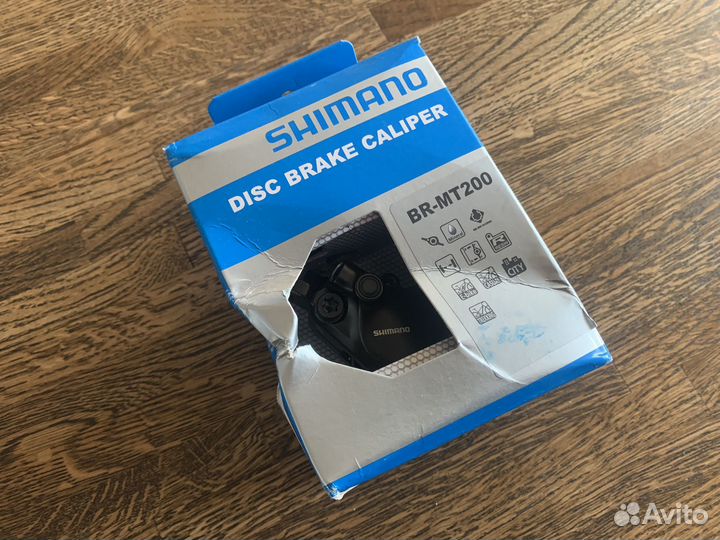 SHIMANO
DISC BRAKE CALIPER
BR-MT200
CITY
SHIMANO
Avito